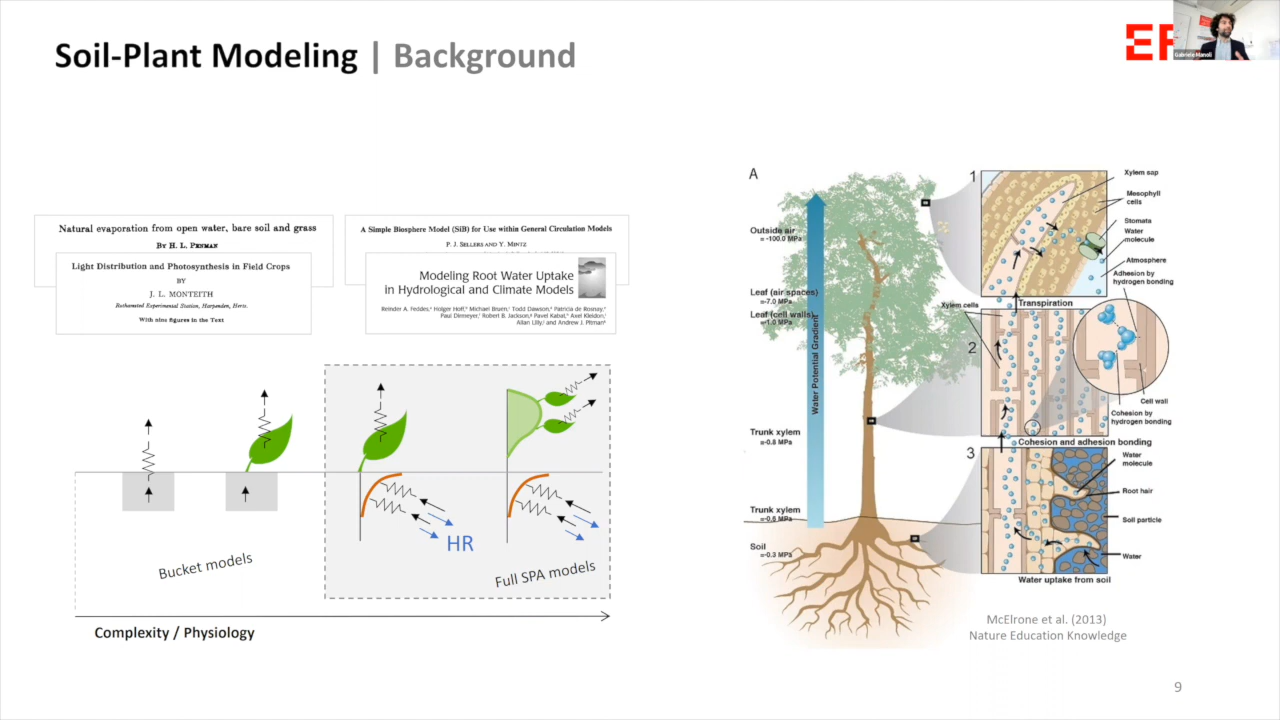 Soil-Plant Modeling | Background
Gabriele Manoli
Natural evaporation from open water, bare soil and grass
By H. L. Penman
Light Distribution and Photosynthesis in Field Crops
BY
J. L. MONTEITH
Rothamsted Experimental Station, Harpenden, Herts.
With nine figures in the Text
A Simple Biosphere Model (SiB) for Use within General Circulation Models
P. J. SELLERS AND Y. MINTZ
Modeling Root Water Uptake
in Hydrological and Climate Models
Reinder A. Feddes,ᵃ Holger Hoff,ᵇ Michael Bruen,ᶜ Todd Dawson,ᵈ Patricia de Rosnay,ᵉ
Paul Dirmeyer,ᶠ Robert B. Jackson,ᵍ Pavel Kabat,ʰ Axel Kleidon,ⁱ
Allan Lilly,ʲ and Andrew J. Pitmanᵏ
HR
Bucket models
Full SPA models
Complexity / Physiology
A
Outside air
= -100.0 MPa
Leaf (air spaces)
=-7.0 MPa
Leaf (cell walls)
=-1.0 MPa
Water Potential Gradient
Trunk xylem
=-0.8 MPa
Trunk xylem
=-0.6 MPa
Soil
=-0.3 MPa
1
Xylem sap
Mesophyll
cells
Stomata
Water
molecule
Atmosphere
Transpiration
Adhesion by
hydrogen bonding
Xylem cells
2
Cell wall
Cohesion by
hydrogen bonding
Cohesion and adhesion bonding
3
Water
molecule
Root hair
Soil particle
Water
Water uptake from soil
McElrone et al. (2013)
Nature Education Knowledge
9